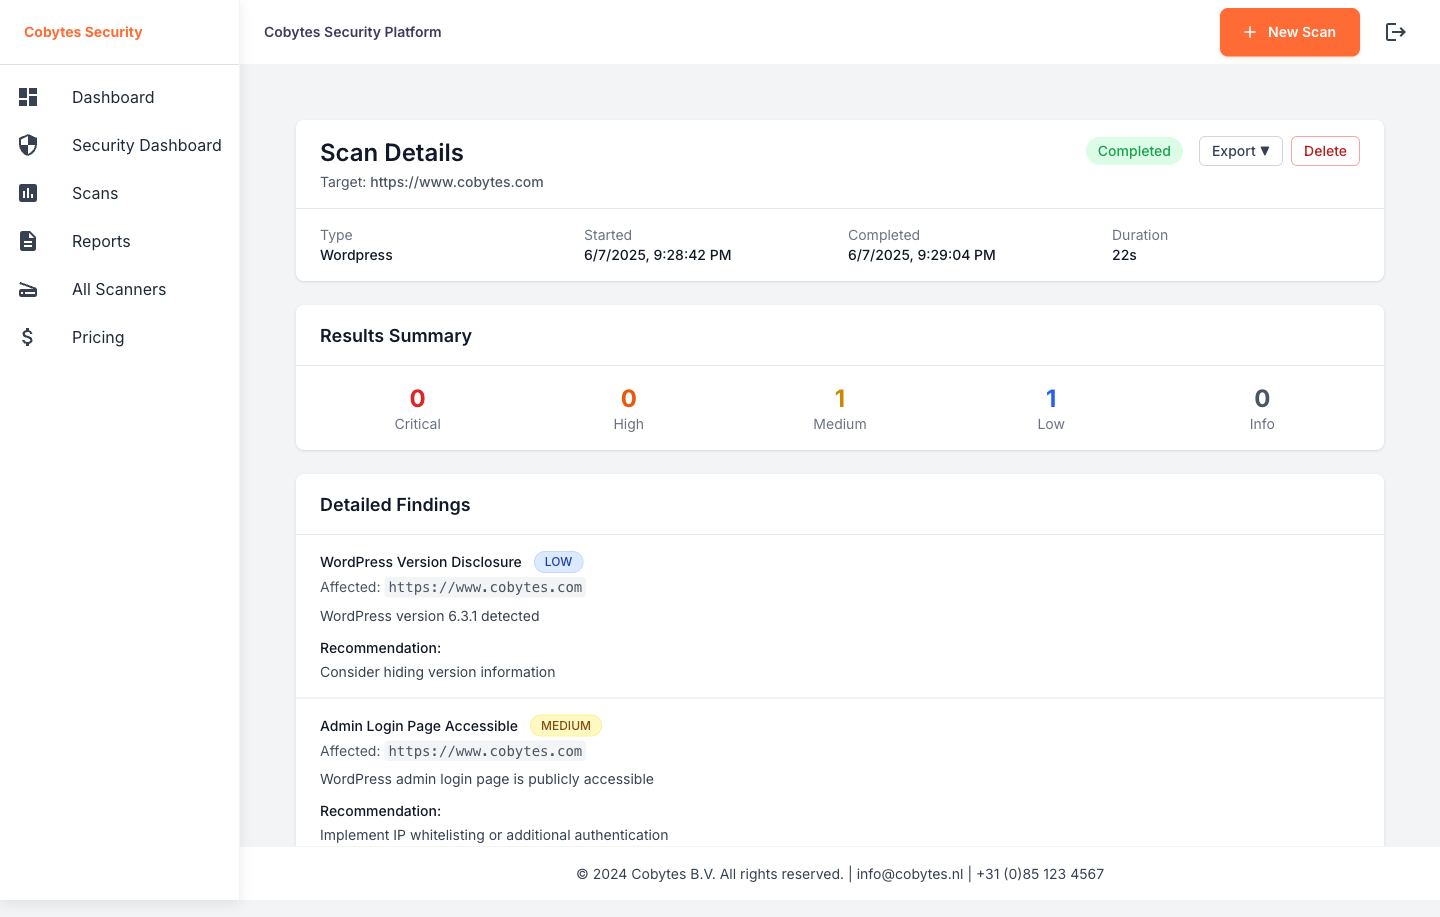 Cobytes Security
Cobytes Security Platform
+ New Scan
Dashboard
Security Dashboard
Scans
Reports
All Scanners
Pricing
Scan Details
Completed
Export ▼
Delete
Target: https://www.cobytes.com
Type
Started
Completed
Duration
Wordpress
6/7/2025, 9:28:42 PM
6/7/2025, 9:29:04 PM
22s
Results Summary
0
0
1
1
0
Critical
High
Medium
Low
Info
Detailed Findings
WordPress Version Disclosure LOW
Affected: https://www.cobytes.com
WordPress version 6.3.1 detected
Recommendation:
Consider hiding version information
Admin Login Page Accessible MEDIUM
Affected: https://www.cobytes.com
WordPress admin login page is publicly accessible
Recommendation:
Implement IP whitelisting or additional authentication
© 2024 Cobytes B.V. All rights reserved. | info@cobytes.nl | +31 (0)85 123 4567